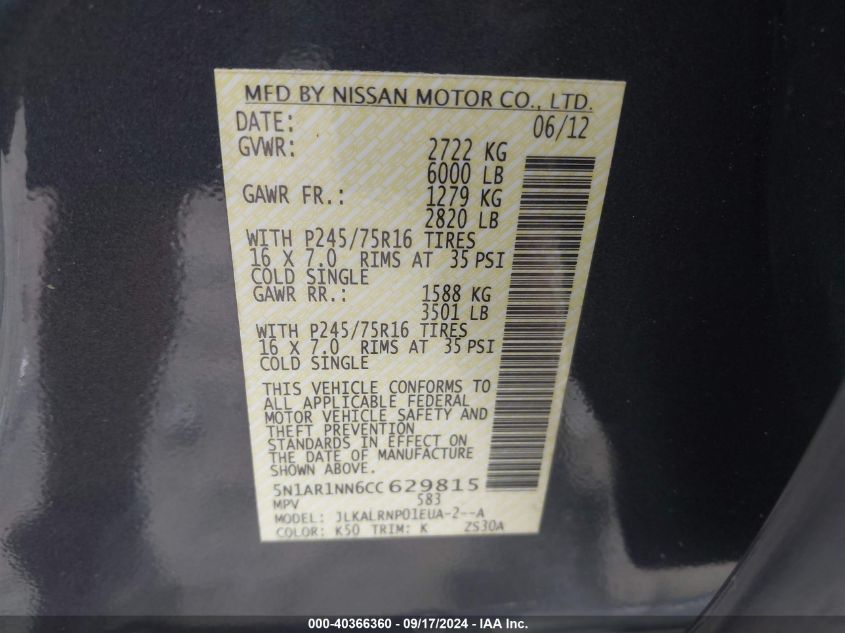 MFD BY NISSAN MOTOR CO., LTD.
DATE: 06/12
GVWR: 2722 KG
6000 LB
GAWR FR.: 1279 KG
2820 LB
WITH P245/75R16 TIRES
16 X 7.0 RIMS AT 35 PSI
COLD SINGLE
GAWR RR.: 1588 KG
3501 LB
WITH P245/75R16 TIRES
16 X 7.0 RIMS AT 35 PSI
COLD SINGLE
THIS VEHICLE CONFORMS TO
ALL APPLICABLE FEDERAL
MOTOR VEHICLE SAFETY AND
THEFT PREVENTION
STANDARDS IN EFFECT ON
THE DATE OF MANUFACTURE
SHOWN ABOVE.
5N1AR1NN6CC629815
MPV 583
MODEL: JLKALRNP01EUA-2--A
COLOR: K50 TRIM: K ZS30A
000-40366360 - 09/17/2024 - IAA Inc.